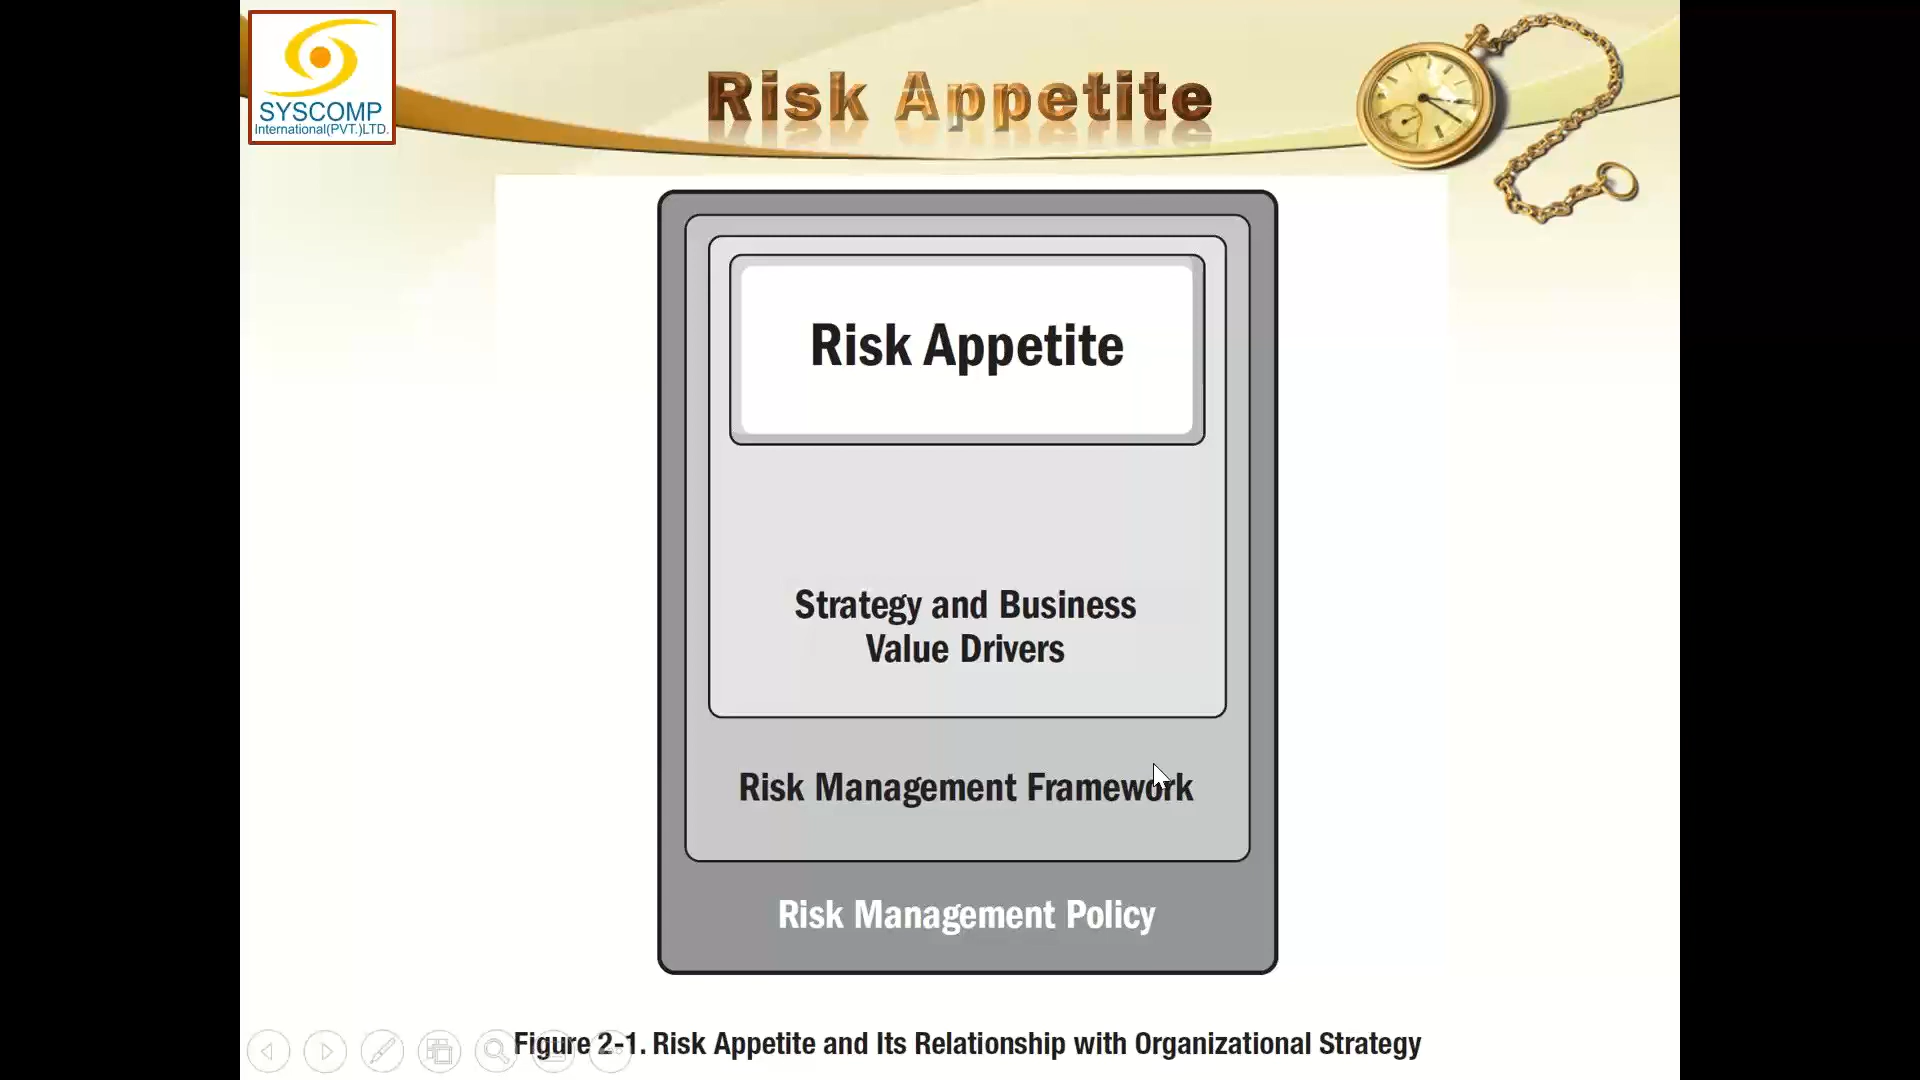 SYSCOMP
International(PVT.)LTD.
Risk Appetite
Risk Appetite
Strategy and Business
Value Drivers
Risk Management Framework
Risk Management Policy
Figure 2-1. Risk Appetite and Its Relationship with Organizational Strategy